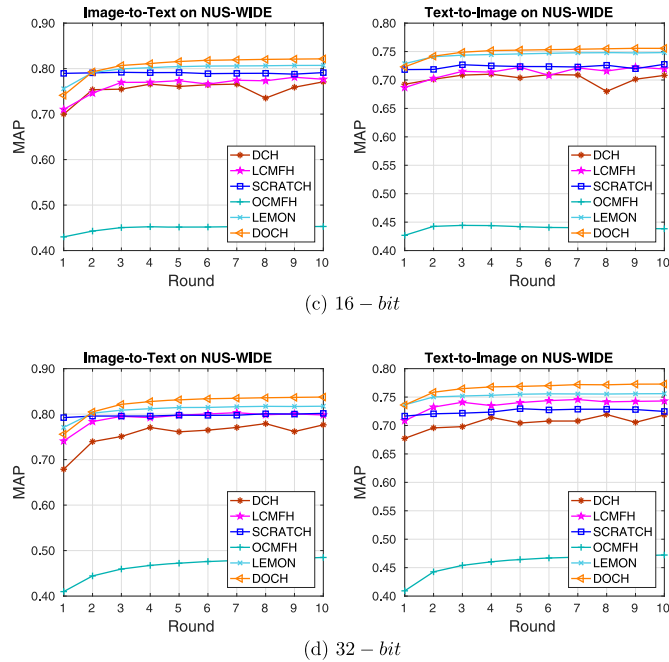 Image-to-Text on NUS-WIDE
0.90
0.80
0.70
0.60
0.50
0.40
MAP
1 2 3 4 5 6 7 8 9 10
Round
DCH
LCMFH
SCRATCH
OCMFH
LEMON
DOCH
Text-to-Image on NUS-WIDE
0.80
0.75
0.70
0.65
0.60
0.55
0.50
0.45
0.40
MAP
1 2 3 4 5 6 7 8 9 10
Round
DCH
LCMFH
SCRATCH
OCMFH
LEMON
DOCH
(c) 16 − bit
Image-to-Text on NUS-WIDE
0.90
0.80
0.70
0.60
0.50
0.40
MAP
1 2 3 4 5 6 7 8 9 10
Round
DCH
LCMFH
SCRATCH
OCMFH
LEMON
DOCH
Text-to-Image on NUS-WIDE
0.80
0.75
0.70
0.65
0.60
0.55
0.50
0.45
0.40
MAP
1 2 3 4 5 6 7 8 9 10
Round
DCH
LCMFH
SCRATCH
OCMFH
LEMON
DOCH
(d) 32 − bit